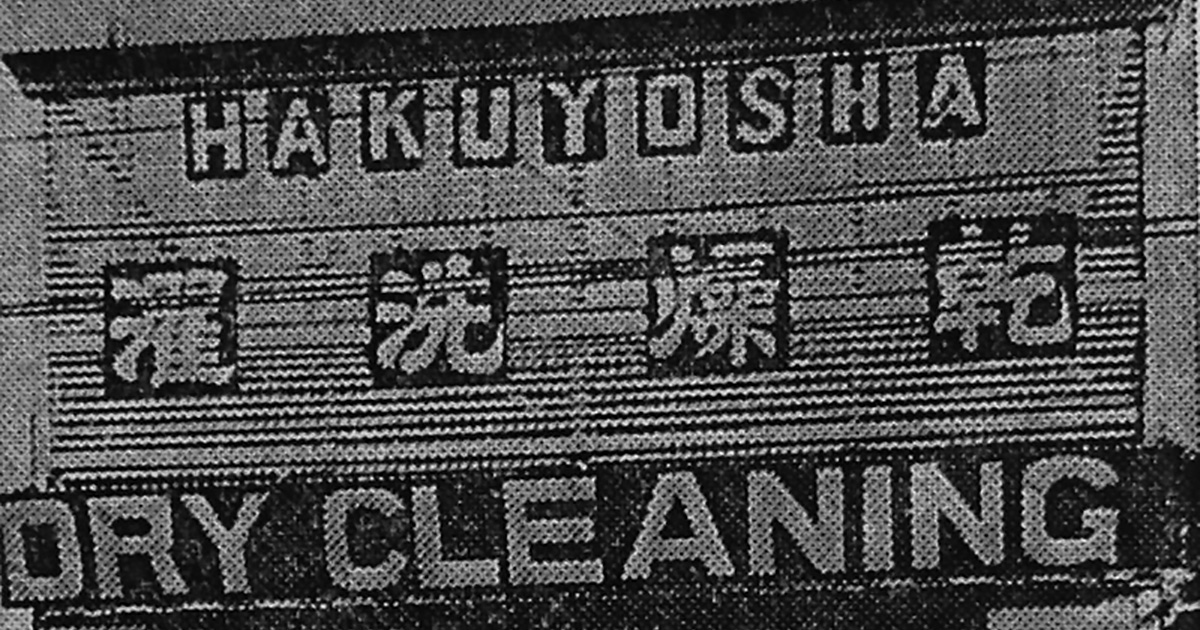 HAKUYOSHA
乾燥洗濯
DRY CLEANING